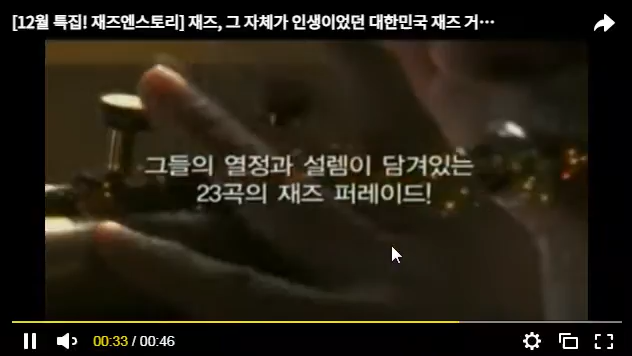 [12월 특집! 재즈엔스토리] 재즈, 그 자체가 인생이었던 대한민국 재즈 거…
그들의 열정과 설렘이 담겨있는
23곡의 재즈 퍼레이드!
00:33 / 00:46